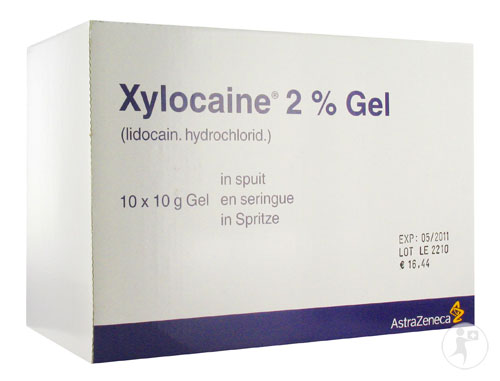 Xylocaine® 2 % Gel
(lidocain. hydrochlorid.)
in spuit
10 x 10 g Gel en seringue
in Spritze
EXP: 05/2011
LOT LE 2210
€ 16.44
AstraZeneca